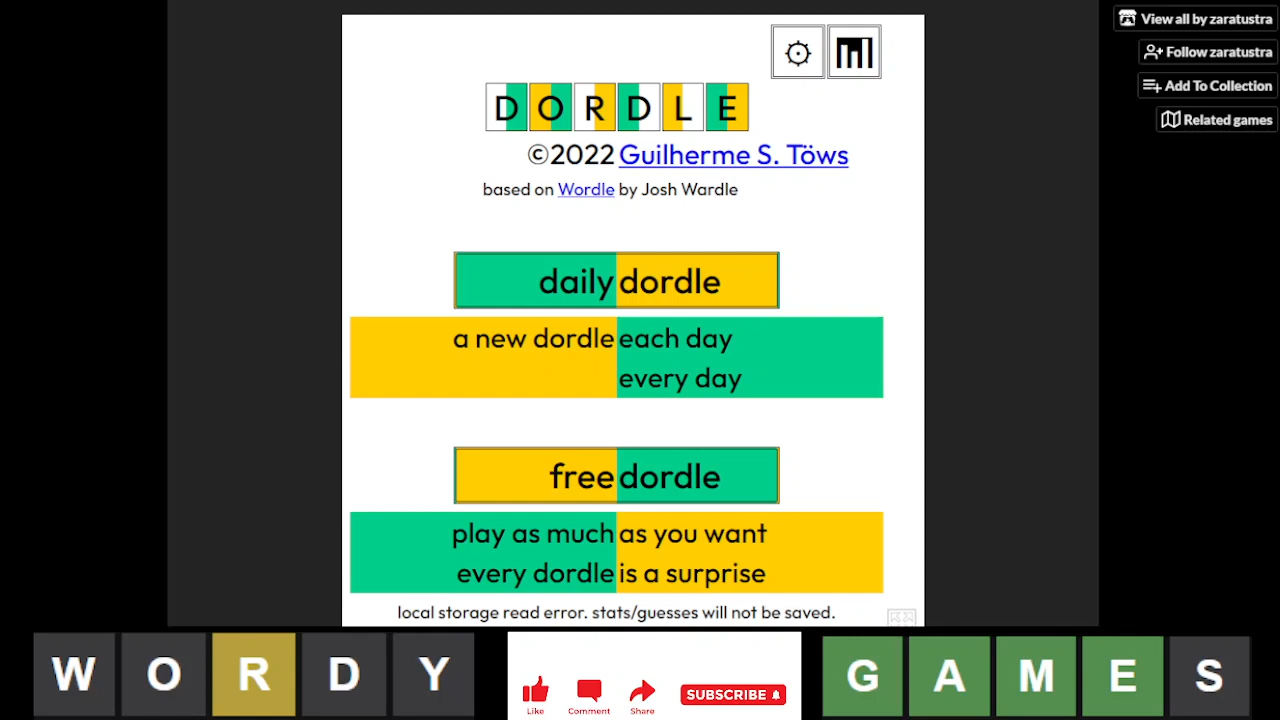 View all by zaratustra
Follow zaratustra
Add To Collection
Related games
DORDLE
©2022 Guilherme S. Töws
based on Wordle by Josh Wardle
daily dordle
a new dordle each day
every day
free dordle
play as much as you want
every dordle is a surprise
local storage read error. stats/guesses will not be saved.
WORDY
Like
Comment
Share
SUBSCRIBE
GAMES